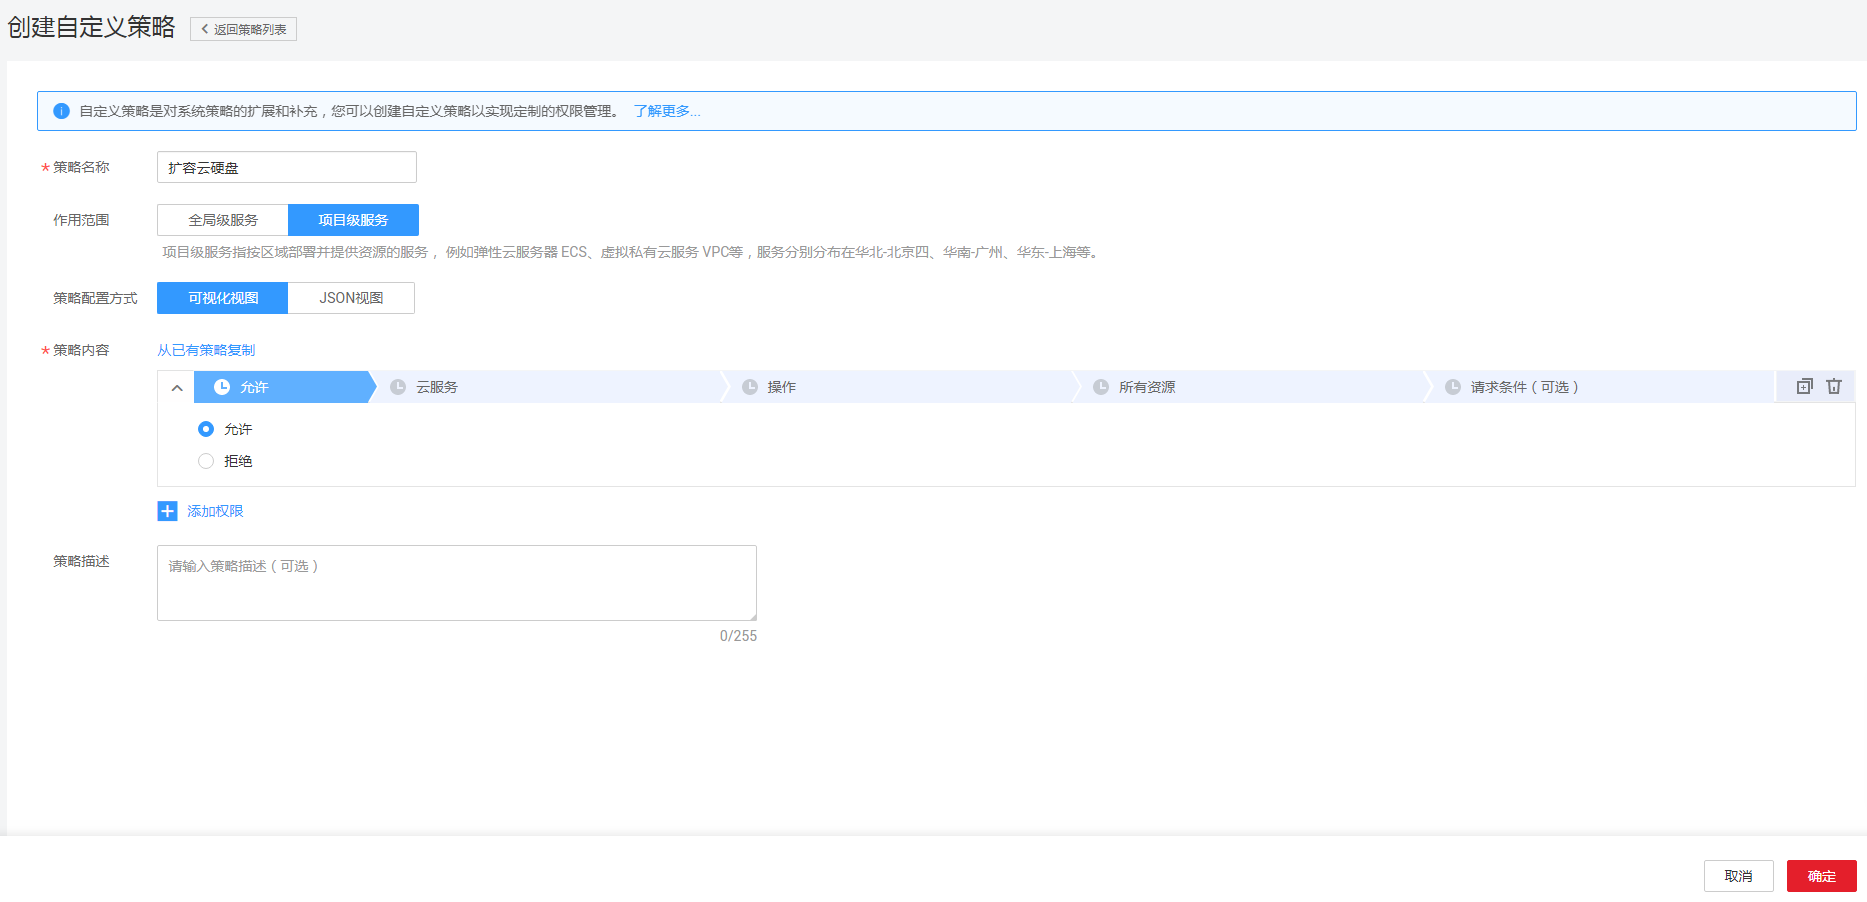 创建自定义策略
返回策略列表
自定义策略是对系统策略的扩展和补充，您可以创建自定义策略以实现定制的权限管理。 了解更多...
* 策略名称 扩容云硬盘
作用范围 全局级服务 项目级服务
项目级服务指按区域部署并提供资源的服务， 例如弹性云服务器 ECS、虚拟私有云服务 VPC等，服务分别分布在华北-北京四、华南-广州、华东-上海等。
策略配置方式 可视化视图 JSON视图
* 策略内容 从已有策略复制
允许 云服务 操作 所有资源 请求条件（可选）
允许
拒绝
添加权限
策略描述 请输入策略描述（可选）
0/255
取消 确定